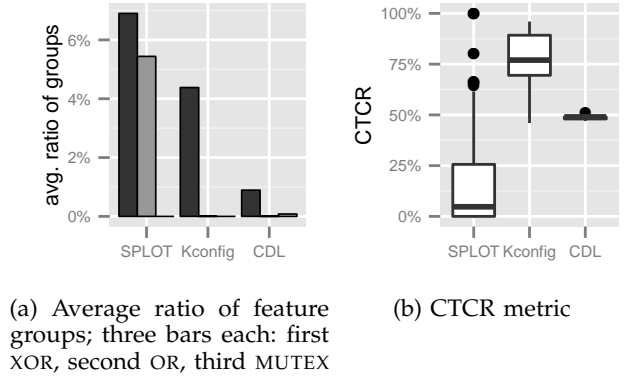 avg. ratio of groups
6%
4%
2%
0%
SPLOT Kconfig CDL
CTCR
100%
75%
50%
25%
0%
SPLOT Kconfig CDL
(a) Average ratio of feature
groups; three bars each: first
XOR, second OR, third MUTEX
(b) CTCR metric